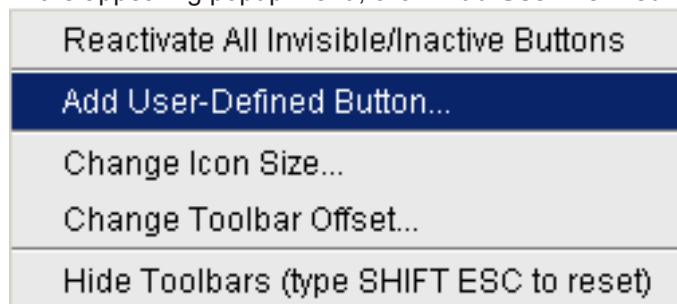 Reactivate All Invisible/Inactive Buttons
Add User-Defined Button...
Change Icon Size...
Change Toolbar Offset...
Hide Toolbars (type SHIFT ESC to reset)